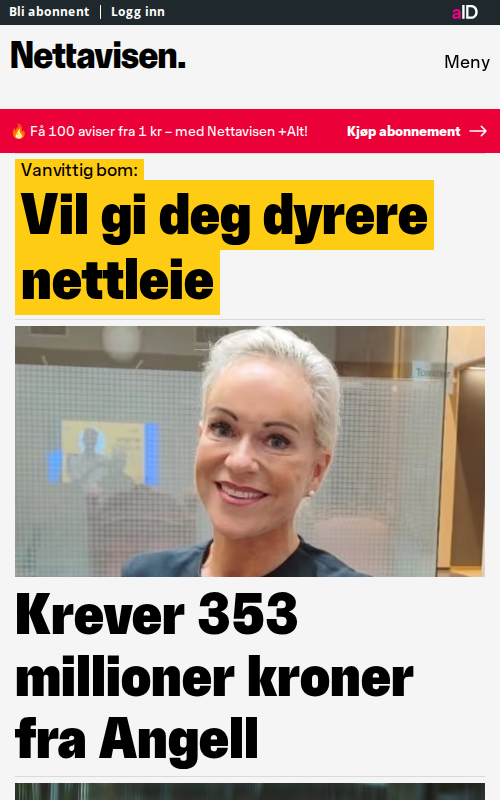 Bli abonnent | Logg inn
aID
Nettavisen.
Meny
🔥 Få 100 aviser fra 1 kr – med Nettavisen +Alt!
Kjøp abonnement →
Vanvittig bom:
Vil gi deg dyrere
nettleie
Krever 353
millioner kroner
fra Angell